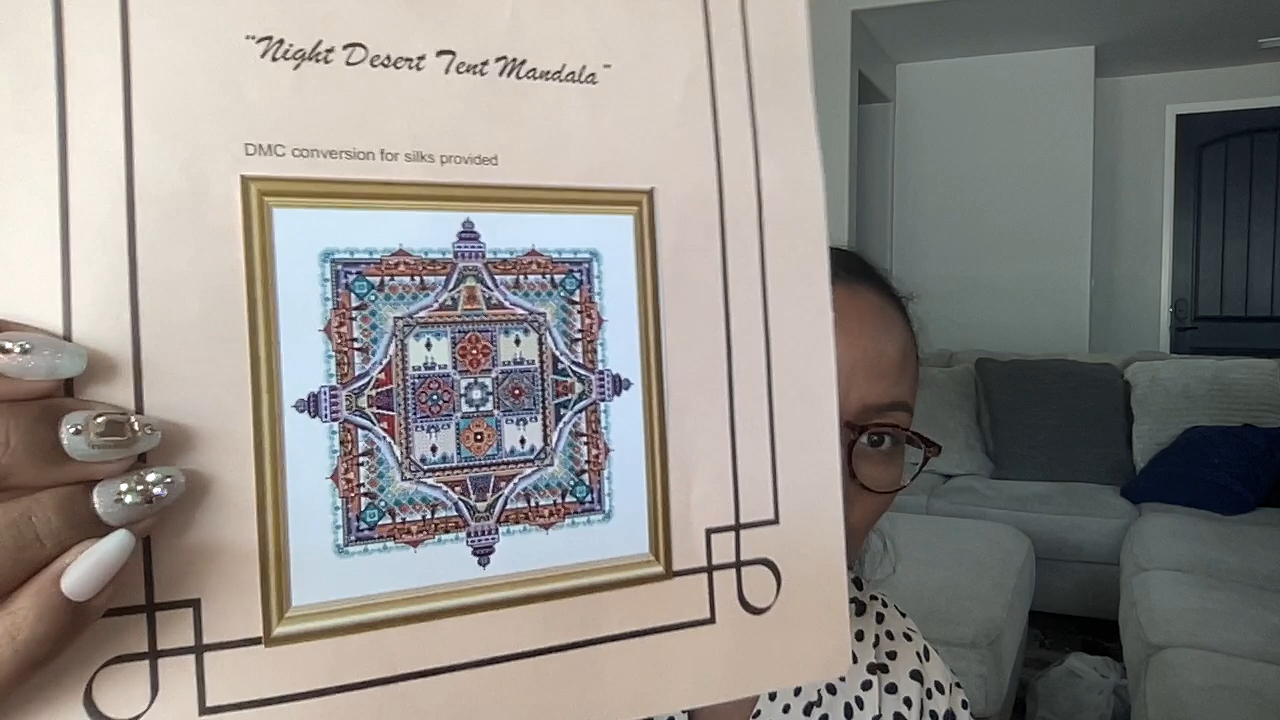 "Night Desert Tent Mandala"
DMC conversion for silks provided